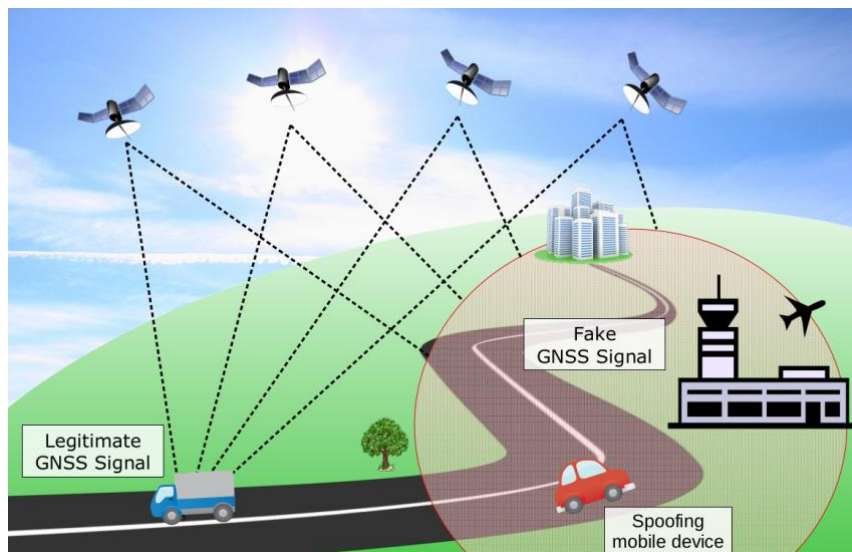 Fake
GNSS Signal
Legitimate
GNSS Signal
Spoofing
mobile device